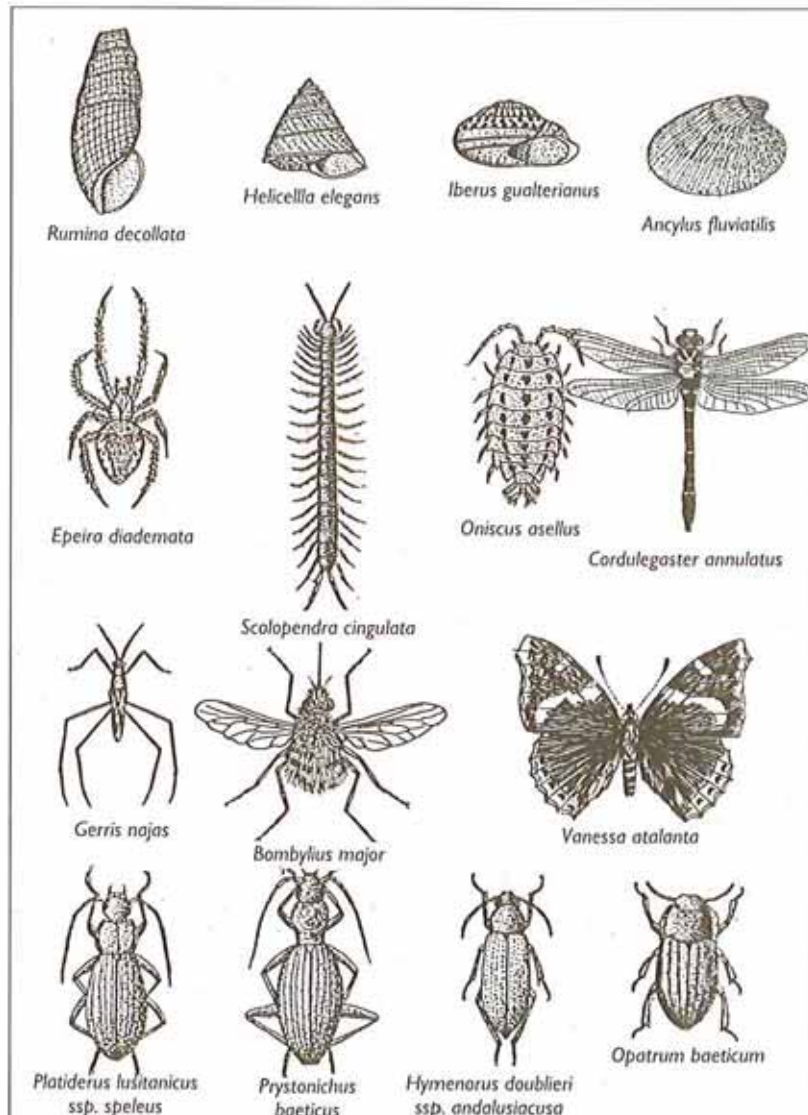 Rumina decollata
Helicellla elegans
Iberus gualterianus
Ancylus fluviatilis
Epeira diademata
Scolopendra cingulata
Oniscus asellus
Cordulegaster annulatus
Gerris najas
Bombylius major
Vanessa atalanta
Platiderus lusitanicus
ssp. speleus
Prystonichus
baeticus
Hymenorus doublieri
ssp. andalusiacusa
Opatrum baeticum